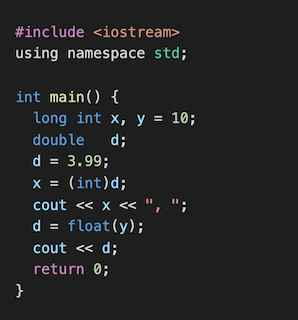 #include <iostream>
using namespace std;

int main() {
  long int x, y = 10;
  double   d;
  d = 3.99;
  x = (int)d;
  cout << x << ", ";
  d = float(y);
  cout << d;
  return 0;
}